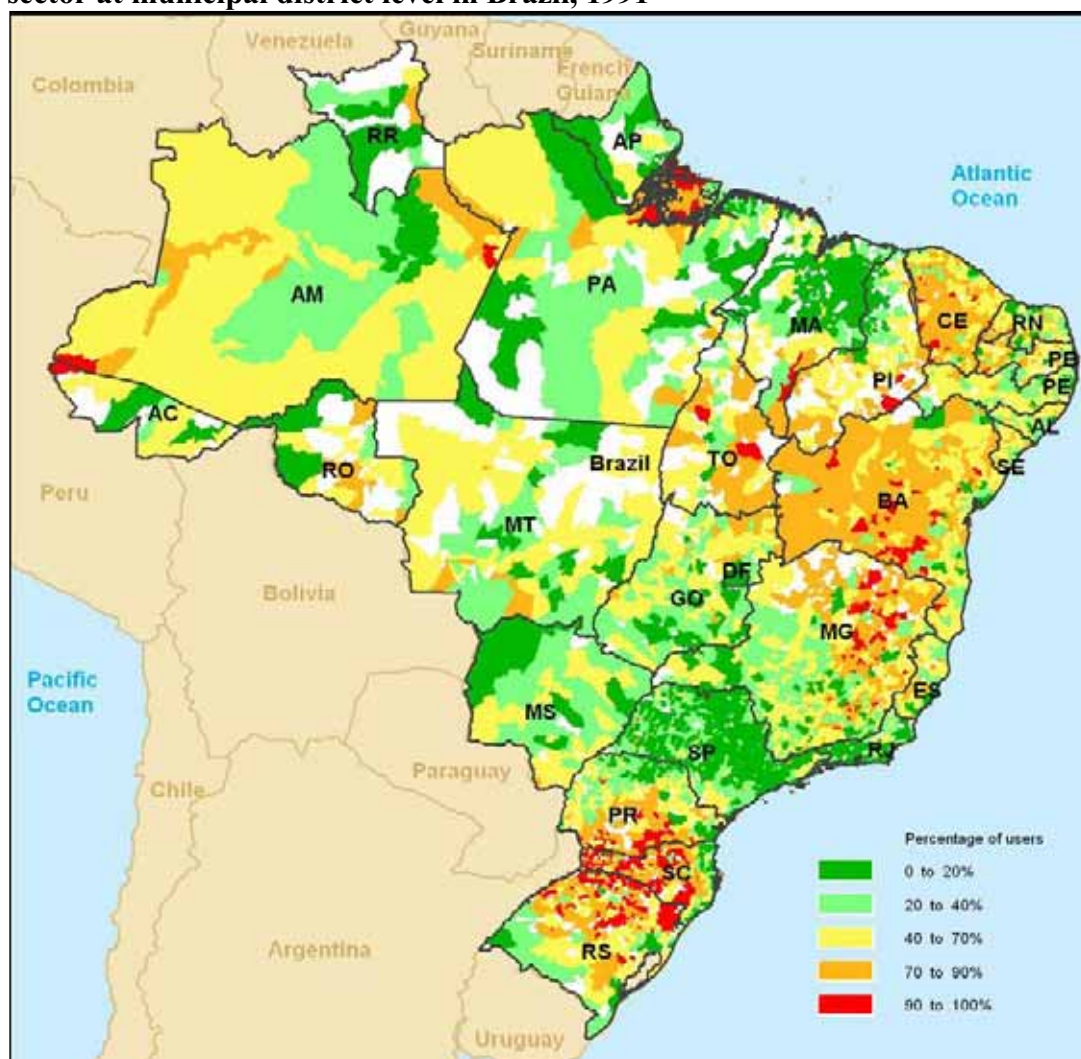 sector at municipal district level in Brazil, 1991
Guyana
Venezuela
Suriname
Colombia
French
Guiana
RR
AP
Atlantic
Ocean
AM
PA
MA
CE
RN
PB
PI
PE
AC
AL
TO
Brazil
SE
RO
BA
Peru
MT
DF
Bolivia
GO
MG
Pacific
Ocean
ES
MS
RJ
SP
Paraguay
Chile
PR
Percentage of users
0 to 20%
SC
20 to 40%
Argentina
40 to 70%
RS
70 to 90%
90 to 100%
Uruguay